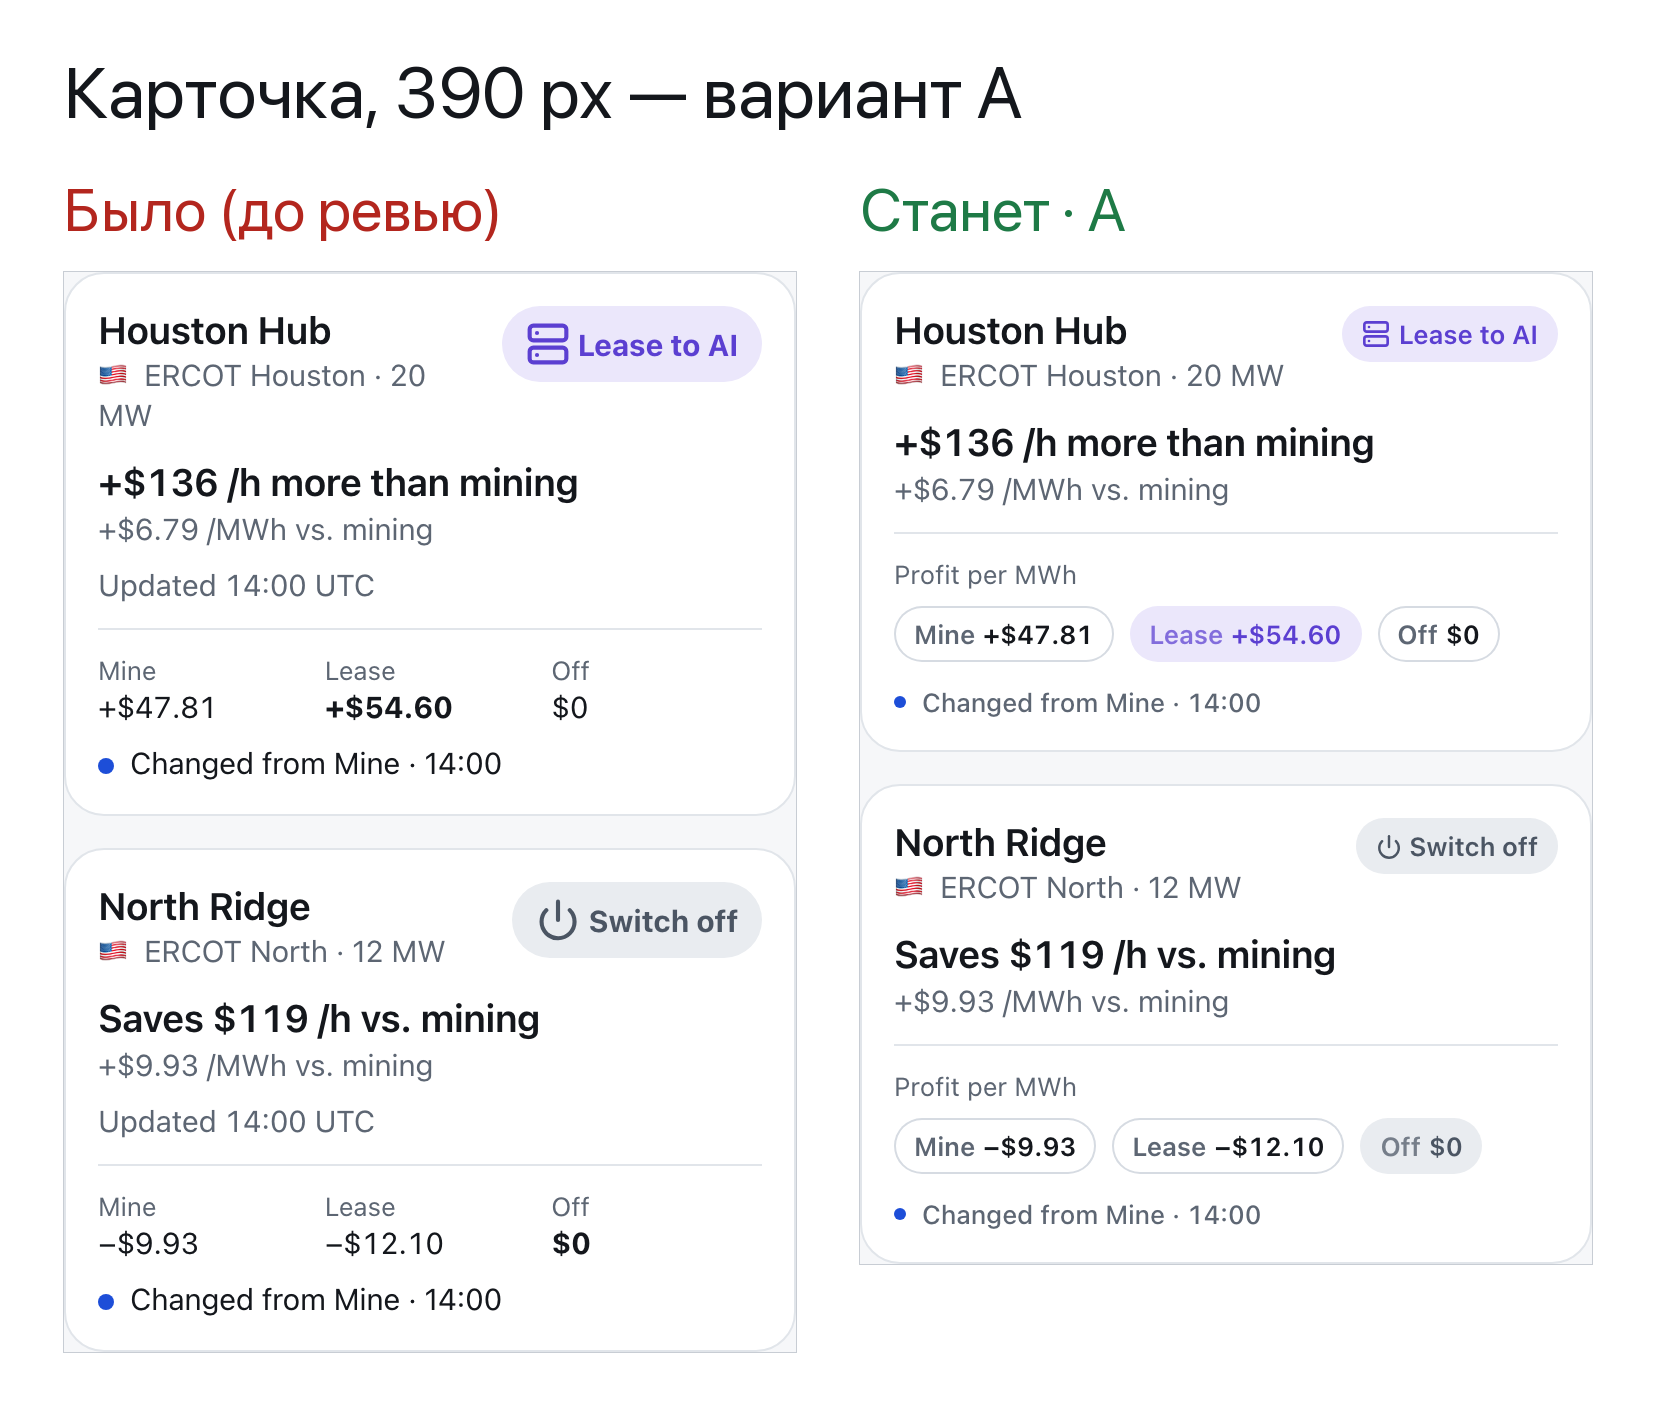 Карточка, 390 px — вариант A
Было (до ревью)
Houston Hub
Lease to AI
🇺🇸 ERCOT Houston · 20
MW
+$136 /h more than mining
+$6.79 /MWh vs. mining
Updated 14:00 UTC
Mine Lease Off
+$47.81 +$54.60 $0
Changed from Mine · 14:00
North Ridge
Switch off
🇺🇸 ERCOT North · 12 MW
Saves $119 /h vs. mining
+$9.93 /MWh vs. mining
Updated 14:00 UTC
Mine Lease Off
−$9.93 −$12.10 $0
Changed from Mine · 14:00
Станет · A
Houston Hub
Lease to AI
🇺🇸 ERCOT Houston · 20 MW
+$136 /h more than mining
+$6.79 /MWh vs. mining
Profit per MWh
Mine +$47.81 Lease +$54.60 Off $0
Changed from Mine · 14:00
North Ridge
Switch off
🇺🇸 ERCOT North · 12 MW
Saves $119 /h vs. mining
+$9.93 /MWh vs. mining
Profit per MWh
Mine −$9.93 Lease −$12.10 Off $0
Changed from Mine · 14:00